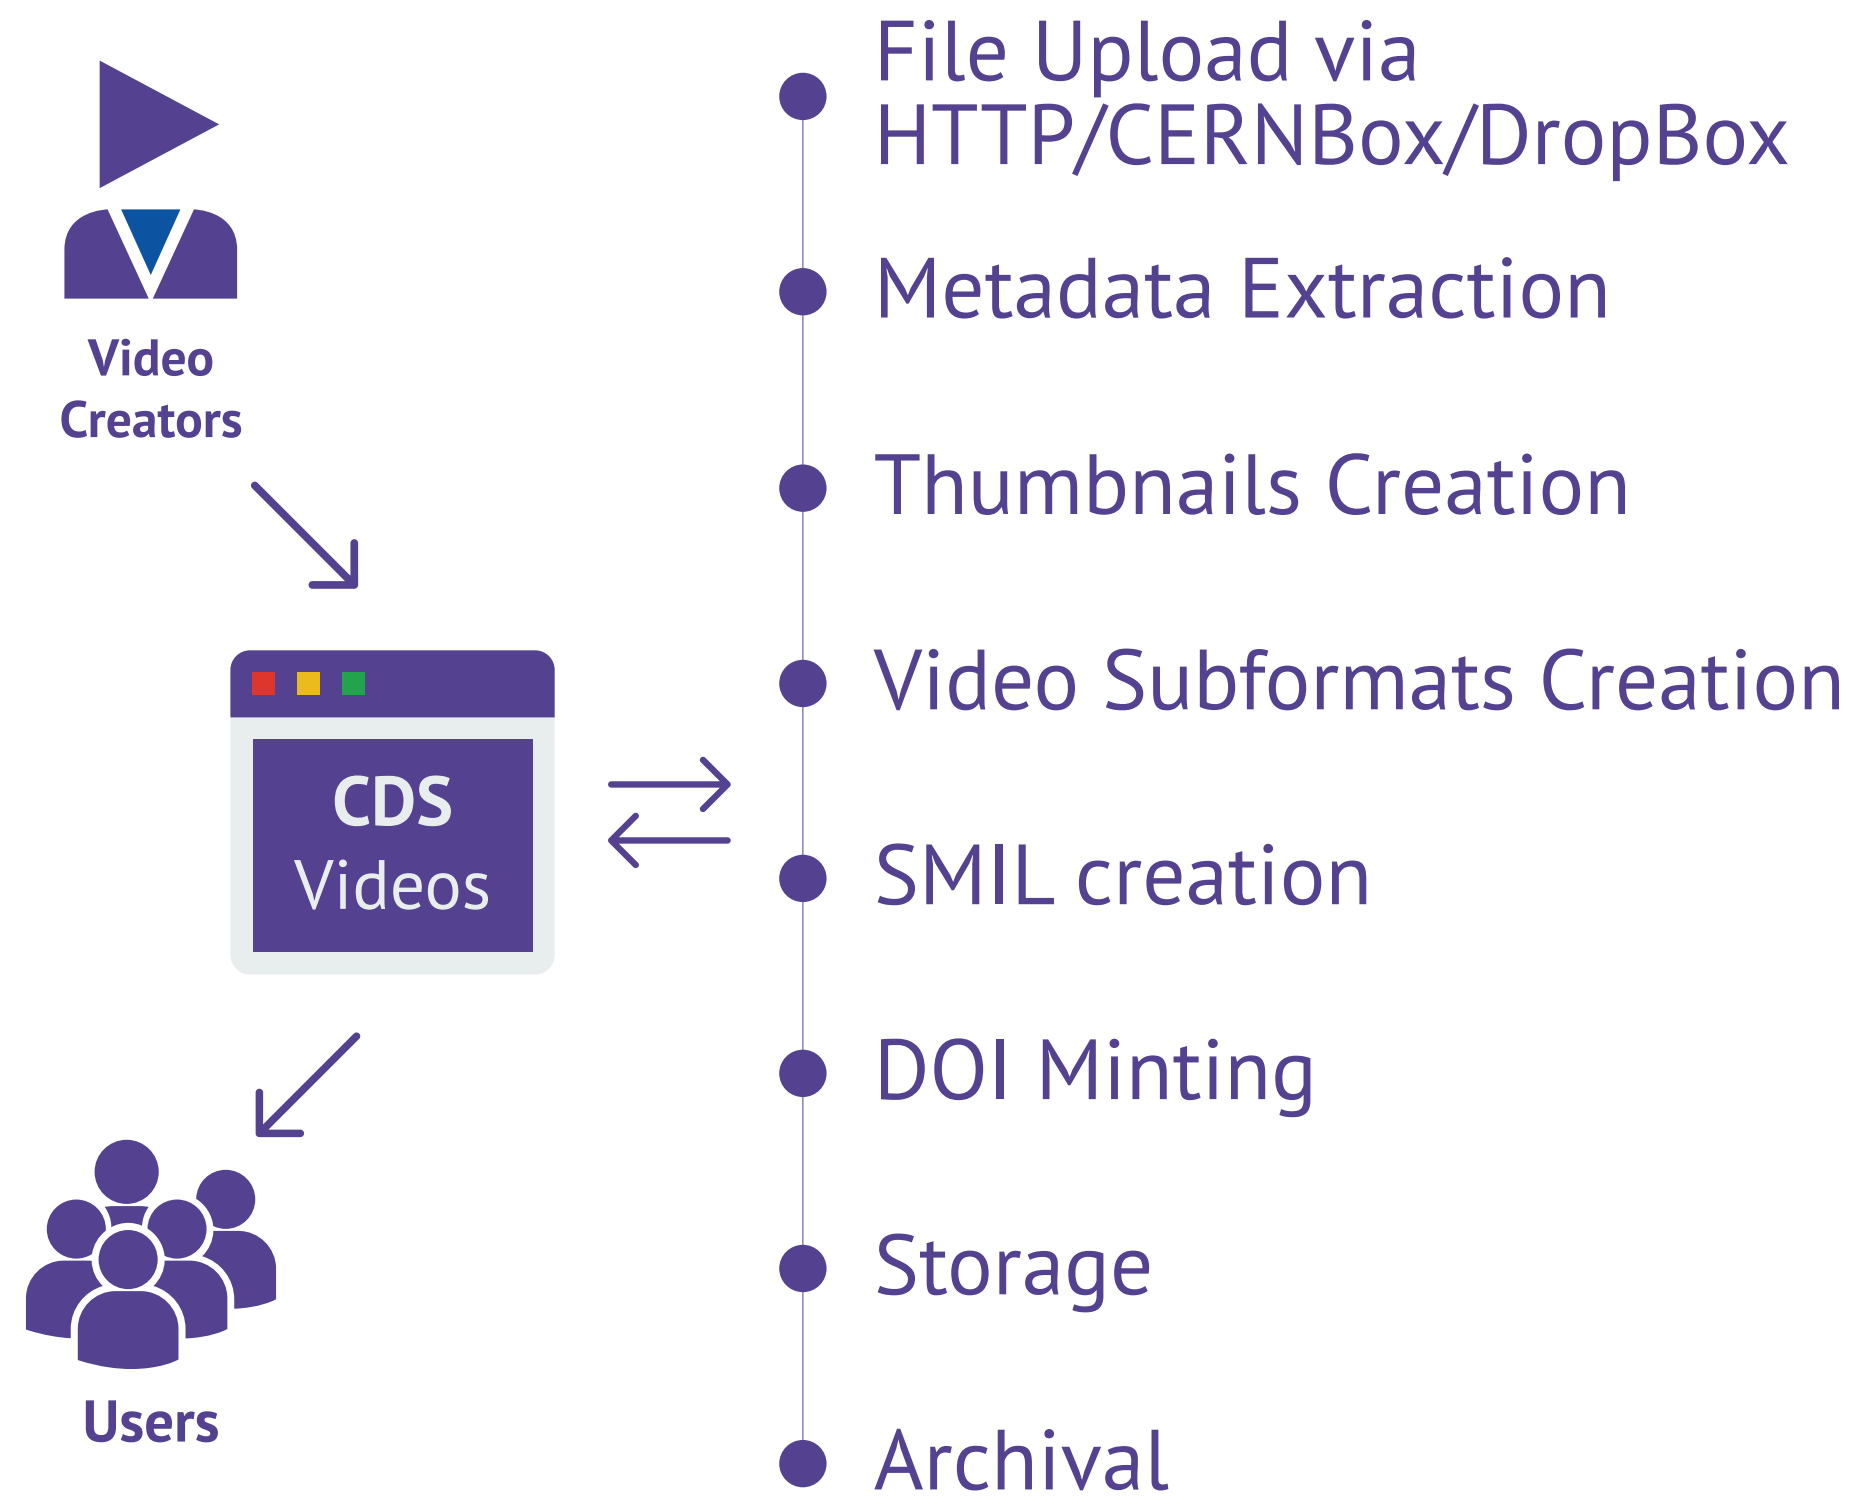 Video
Creators
CDS
Videos
Users
File Upload via
HTTP/CERNBox/DropBox
Metadata Extraction
Thumbnails Creation
Video Subformats Creation
SMIL creation
DOI Minting
Storage
Archival